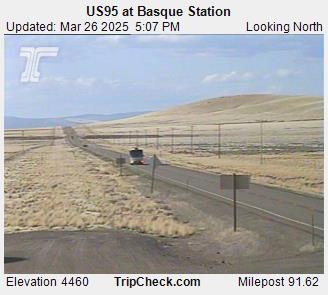 US95 at Basque Station
Updated: Mar 26 2025 5:07 PM Looking North
Elevation 4460 TripCheck.com Milepost 91.62